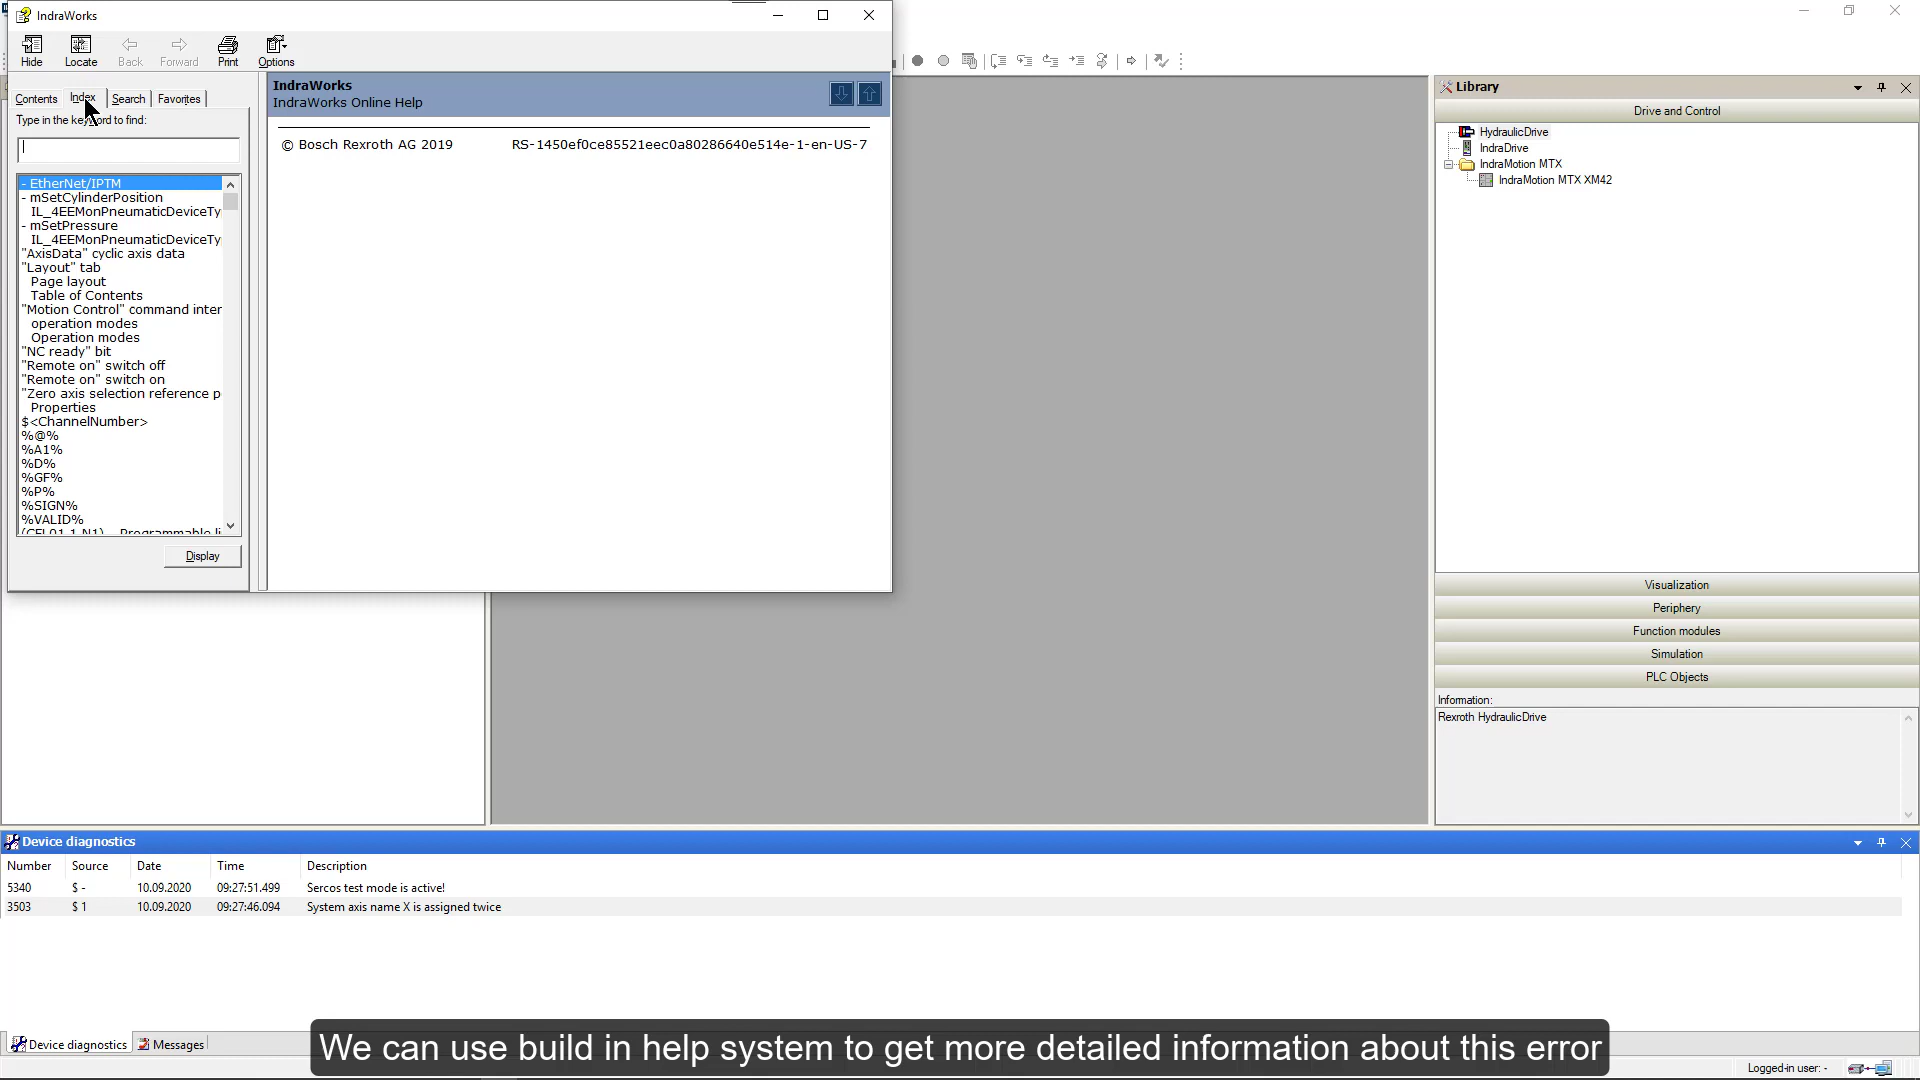 IndraWorks
Hide Locate Back Forward Print Options
Contents Index Search Favorites
Type in the keyword to find:
- EtherNet/IPTM
- mSetCylinderPosition
IL_4EEMonPneumaticDeviceTy
- mSetPressure
IL_4EEMonPneumaticDeviceTy
"AxisData" cyclic axis data
"Layout" tab
Page layout
Table of Contents
"Motion Control" command inter
operation modes
Operation modes
"NC ready" bit
"Remote on" switch off
"Remote on" switch on
"Zero axis selection reference p
Properties
$<ChannelNumber>
%@%
%A1%
%D%
%GF%
%P%
%SIGN%
%VALID%
Display
IndraWorks
IndraWorks Online Help
© Bosch Rexroth AG 2019 RS-1450ef0ce85521eec0a80286640e514e-1-en-US-7
Library
Drive and Control
HydraulicDrive
IndraDrive
IndraMotion MTX
IndraMotion MTX XM42
Visualization
Periphery
Function modules
Simulation
PLC Objects
Information:
Rexroth HydraulicDrive
Device diagnostics
Number Source Date Time Description
5340 $ - 10.09.2020 09:27:51.499 Sercos test mode is active!
3503 $ 1 10.09.2020 09:27:46.094 System axis name X is assigned twice
Device diagnostics Messages
We can use build in help system to get more detailed information about this error
Logged-in user: -